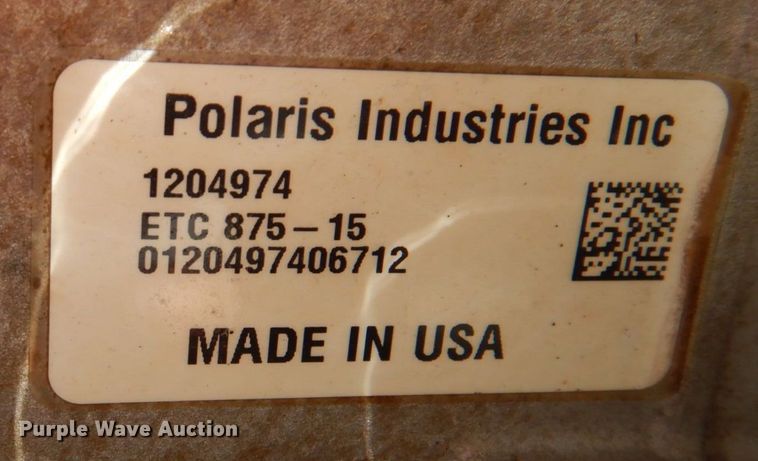 Polaris Industries Inc
1204974
ETC 875-15
0120497406712
MADE IN USA
Purple Wave Auction